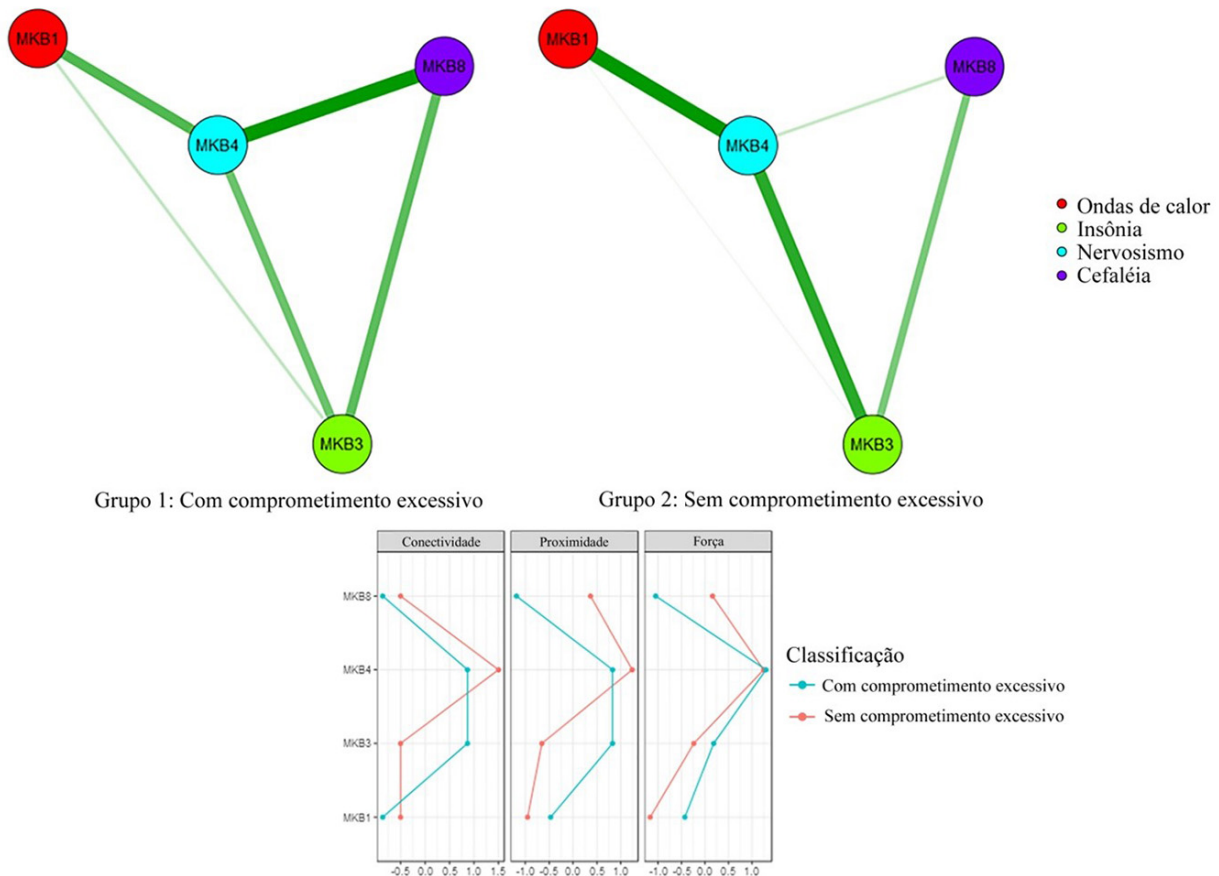 MKB1
MKB8
MKB4
MKB3
Grupo 1: Com comprometimento excessivo
MKB1
MKB8
MKB4
MKB3
Grupo 2: Sem comprometimento excessivo
Ondas de calor
Insônia
Nervosismo
Cefaléia
Conectividade Proximidade Força
MKB8
MKB4
MKB3
MKB1
-0.5 0.0 0.5 1.0 1.5 -1.0 -0.5 0.0 0.5 1.0 -1.0 -0.5 0.0 0.5 1.0
Classificação
Com comprometimento excessivo
Sem comprometimento excessivo